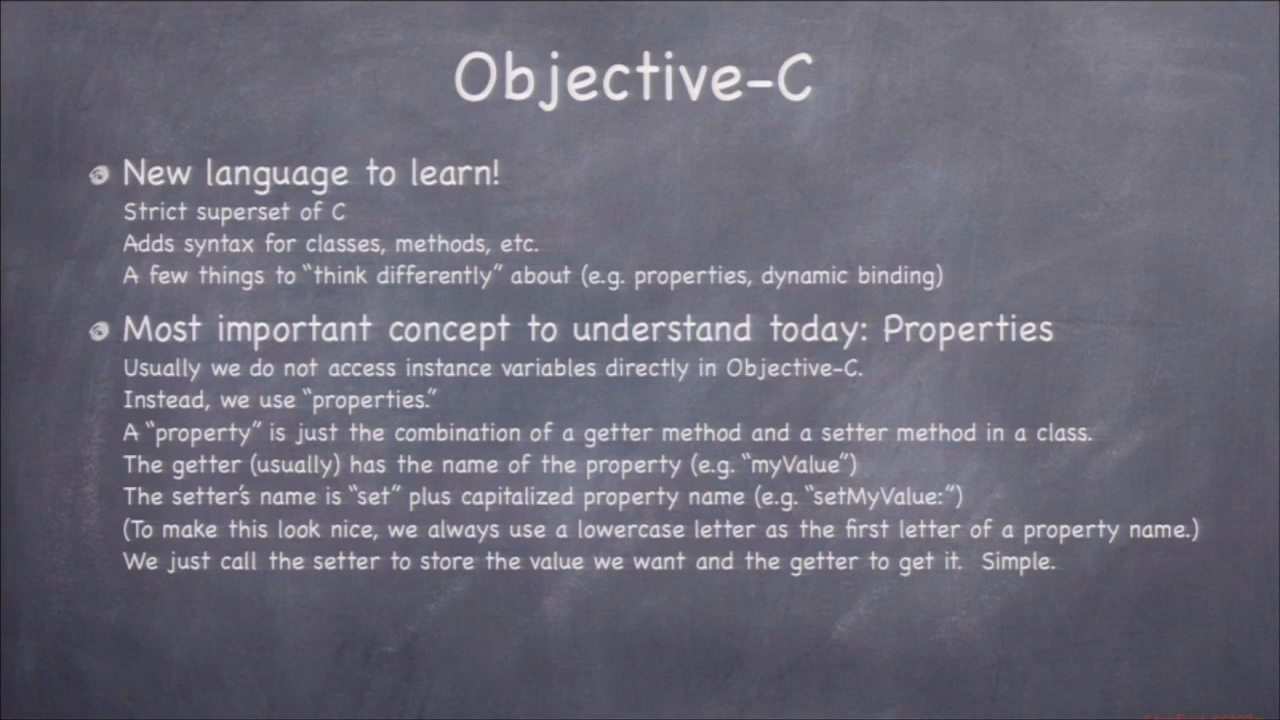 Objective-C
New language to learn!
Strict superset of C
Adds syntax for classes, methods, etc.
A few things to “think differently” about (e.g. properties, dynamic binding)
Most important concept to understand today: Properties
Usually we do not access instance variables directly in Objective-C.
Instead, we use “properties.”
A “property” is just the combination of a getter method and a setter method in a class.
The getter (usually) has the name of the property (e.g. “myValue”)
The setter’s name is “set” plus capitalized property name (e.g. “setMyValue:”)
(To make this look nice, we always use a lowercase letter as the first letter of a property name.)
We just call the setter to store the value we want and the getter to get it.  Simple.